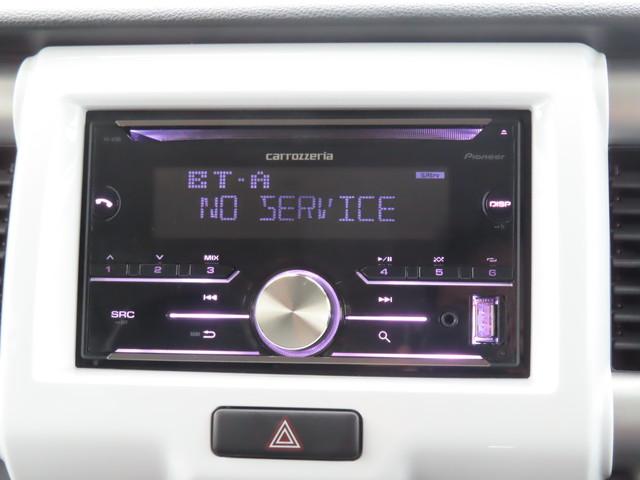 carrozzeria
Pioneer
BT-A
NO SERVICE
DISP
MIX
1 2 3 4 5 6
SRC